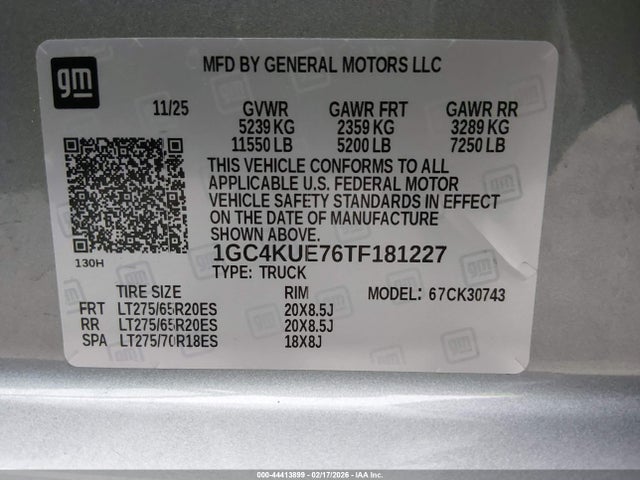 gm
MFD BY GENERAL MOTORS LLC
11/25 GVWR GAWR FRT GAWR RR
5239 KG 2359 KG 3289 KG
11550 LB 5200 LB 7250 LB
THIS VEHICLE CONFORMS TO ALL
APPLICABLE U.S. FEDERAL MOTOR
VEHICLE SAFETY STANDARDS IN EFFECT
ON THE DATE OF MANUFACTURE
SHOWN ABOVE.
130H
1GC4KUE76TF181227
TYPE: TRUCK
TIRE SIZE RIM MODEL: 67CK30743
FRT LT275/65R20ES 20X8.5J
RR LT275/65R20ES 20X8.5J
SPA LT275/70R18ES 18X8J
000-44413899 - 02/17/2026 - IAA Inc.